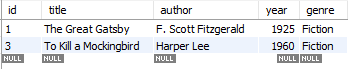 id title author year genre
1 The Great Gatsby F. Scott Fitzgerald 1925 Fiction
3 To Kill a Mockingbird Harper Lee 1960 Fiction
NULL NULL NULL NULL NULL